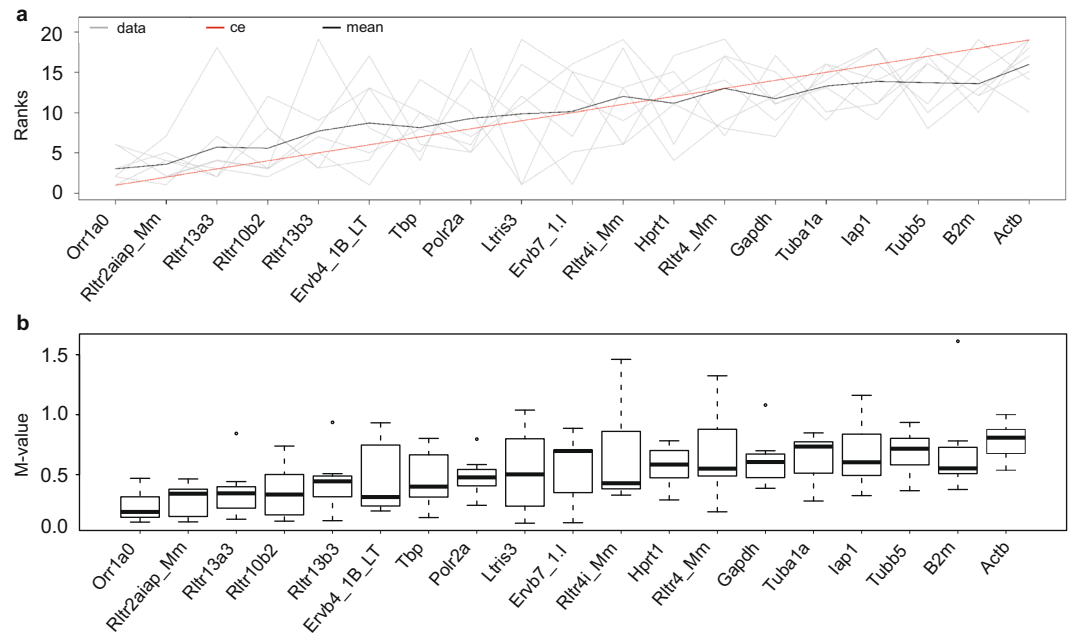 a
data ce mean
20
15
10
5
0
Ranks
Orr1a0 Rltr2aiap_Mm Rltr13a3 Rltr10b2 Rltr13b3 Ervb4_1B_LT Tbp Polr2a Ltris3 Ervb7_1.I Rltr4i_Mm Hprt1 Rltr4_Mm Gapdh Tuba1a Iap1 Tubb5 B2m Actb
b
1.5
1.0
0.5
0.0
M-value
Orr1a0 Rltr2aiap_Mm Rltr13a3 Rltr10b2 Rltr13b3 Ervb4_1B_LT Tbp Polr2a Ltris3 Ervb7_1.I Rltr4i_Mm Hprt1 Rltr4_Mm Gapdh Tuba1a Iap1 Tubb5 B2m Actb